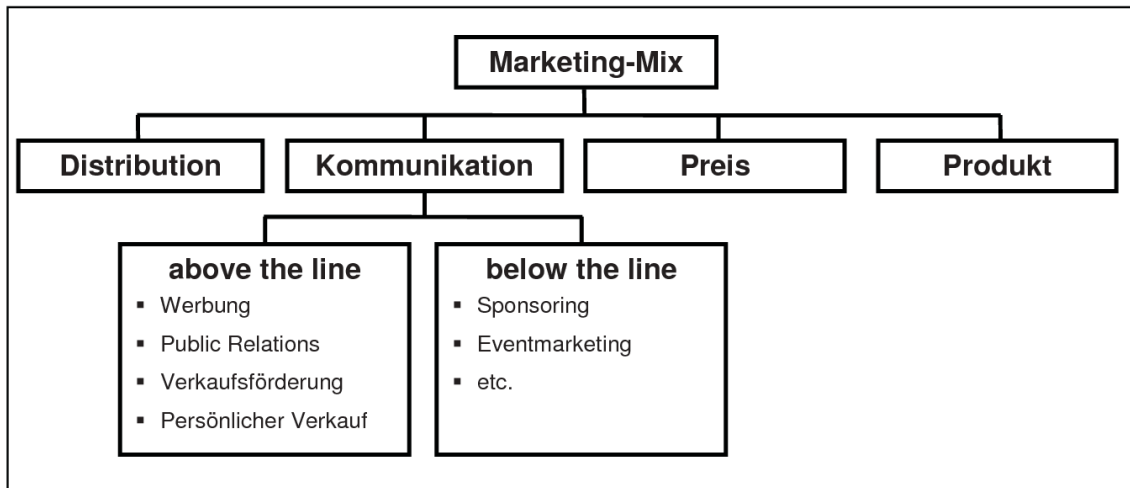 Marketing-Mix
Distribution
Kommunikation
Preis
Produkt
above the line
▪ Werbung
▪ Public Relations
▪ Verkaufsförderung
▪ Persönlicher Verkauf
below the line
▪ Sponsoring
▪ Eventmarketing
▪ etc.